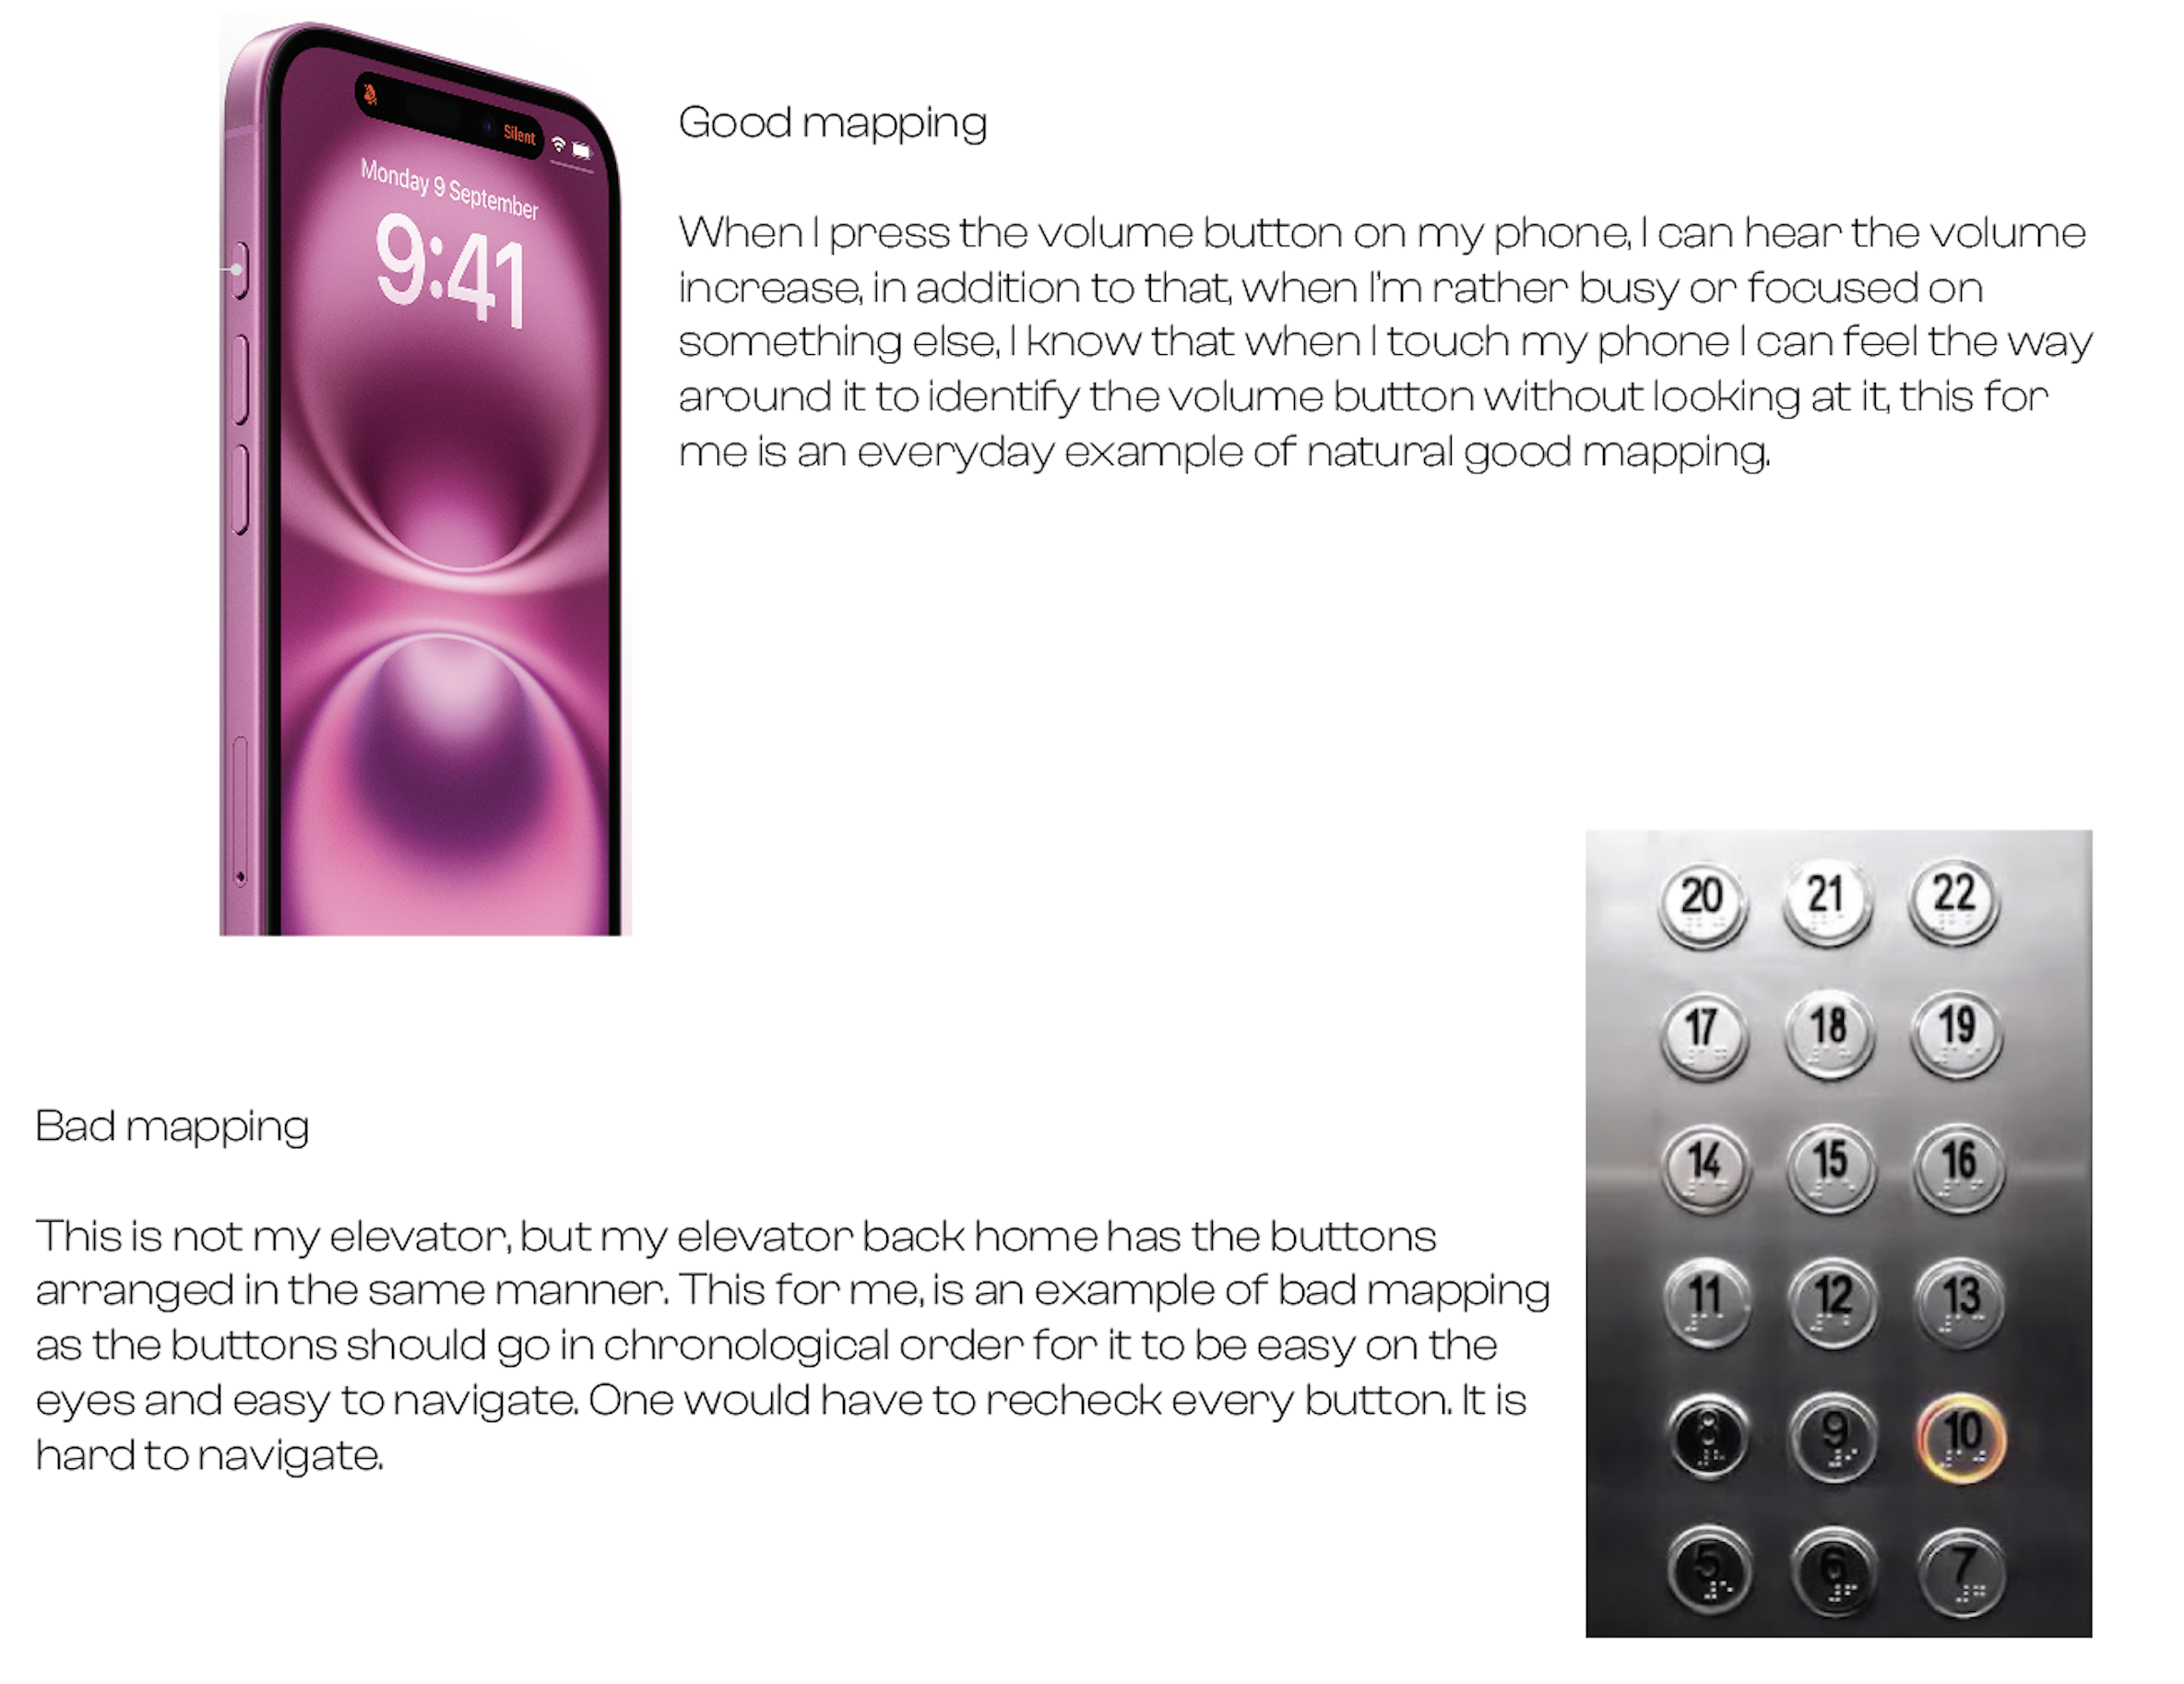 Silent
Monday 9 September
9:41
Good mapping
When I press the volume button on my phone, I can hear the volume
increase, in addition to that, when I'm rather busy or focused on
something else, I know that when I touch my phone I can feel the way
around it to identify the volume button without looking at it, this for
me is an everyday example of natural good mapping.
20 21 22
17 18 19
14 15 16
11 12 13
8 9 10
5 6 7
Bad mapping
This is not my elevator, but my elevator back home has the buttons
arranged in the same manner. This for me, is an example of bad mapping
as the buttons should go in chronological order for it to be easy on the
eyes and easy to navigate. One would have to recheck every button. It is
hard to navigate.